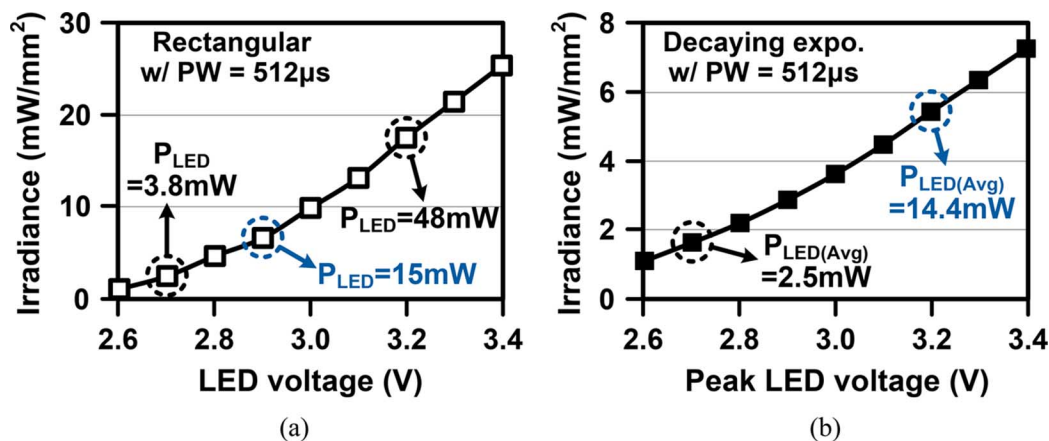 Rectangular
w/ PW = 512μs
Irradiance (mW/mm²)
30
20
10
0
P_LED
=3.8mW
P_LED=48mW
P_LED=15mW
2.6 2.8 3.0 3.2 3.4
LED voltage (V)
(a)
Decaying expo.
w/ PW = 512μs
Irradiance (mW/mm²)
8
6
4
2
0
P_LED(Avg)
=14.4mW
P_LED(Avg)
=2.5mW
2.6 2.8 3.0 3.2 3.4
Peak LED voltage (V)
(b)